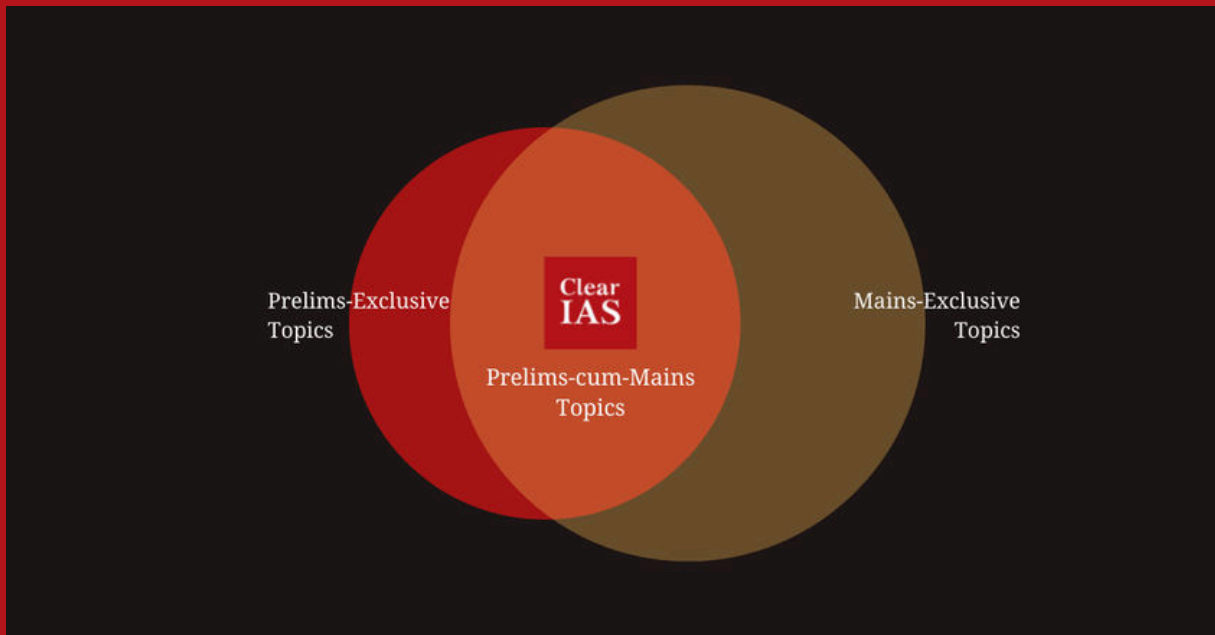 Prelims-Exclusive
Topics
Clear
IAS
Prelims-cum-Mains
Topics
Mains-Exclusive
Topics